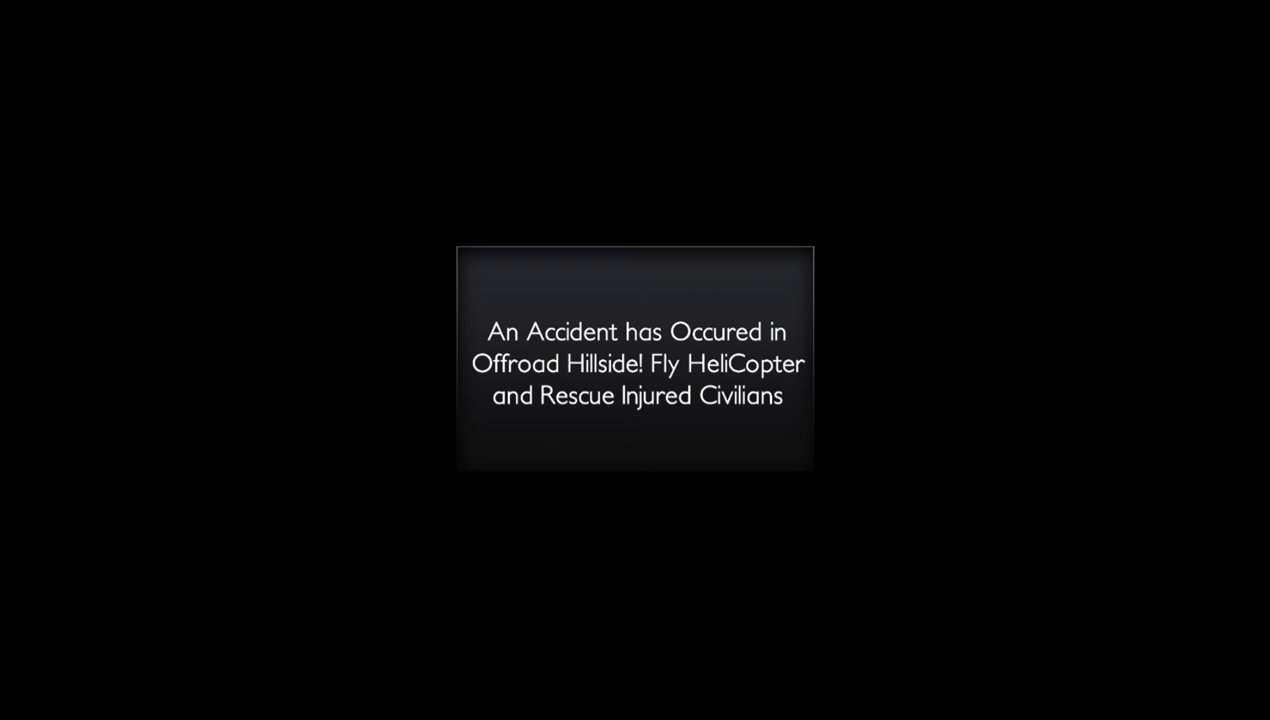 An Accident has Occured in
Offroad Hillside! Fly HeliCopter
and Rescue Injured Civilians